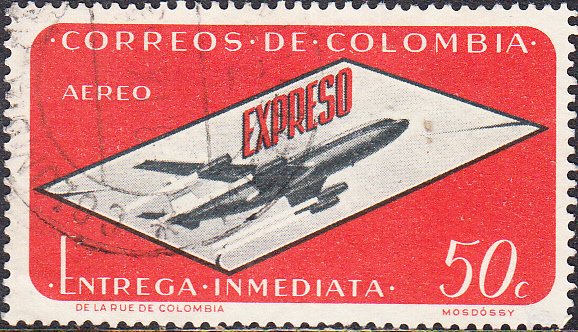 ·CORREOS·DE·COLOMBIA·
AEREO
EXPRESO
ENTREGA·INMEDIATA·
50c
DE LA RUE DE COLOMBIA
MOSDÓSSY